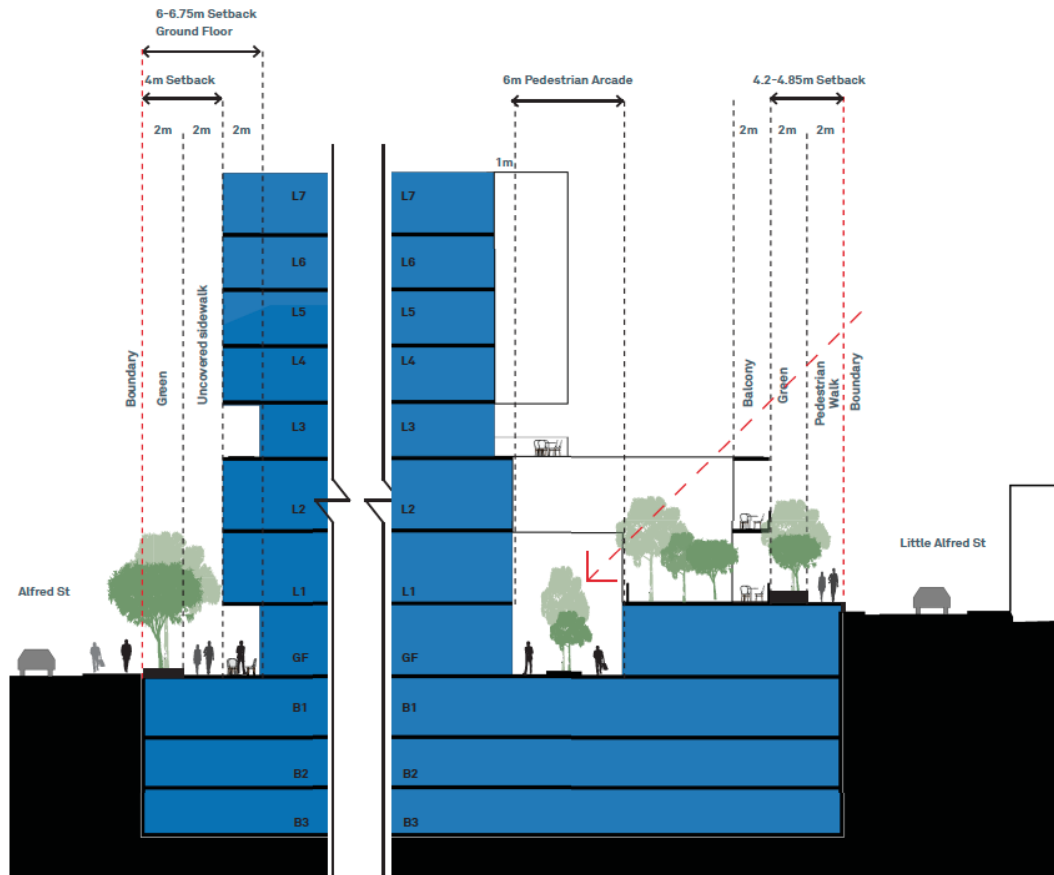 6-6.75m Setback
Ground Floor
4m Setback
6m Pedestrian Arcade
4.2-4.85m Setback
2m
2m
2m
2m
2m
2m
1m
L7
L7
L6
L6
L5
L5
L4
L4
L3
L3
L2
L2
L1
L1
GF
GF
B1
B1
B2
B2
B3
B3
Boundary
Green
Uncovered sidewalk
Balcony
Green
Pedestrian
Walk
Boundary
Alfred St
Little Alfred St